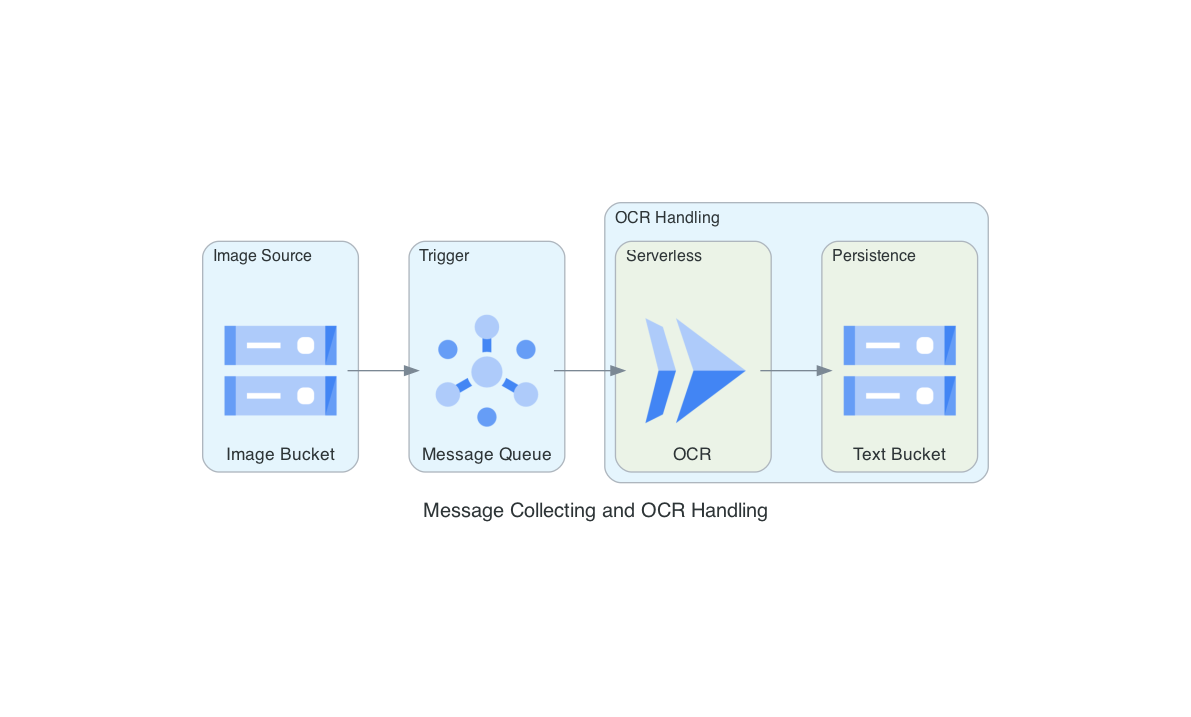 OCR Handling
Image Source
Trigger
Serverless
Persistence
Image Bucket
Message Queue
OCR
Text Bucket
Message Collecting and OCR Handling